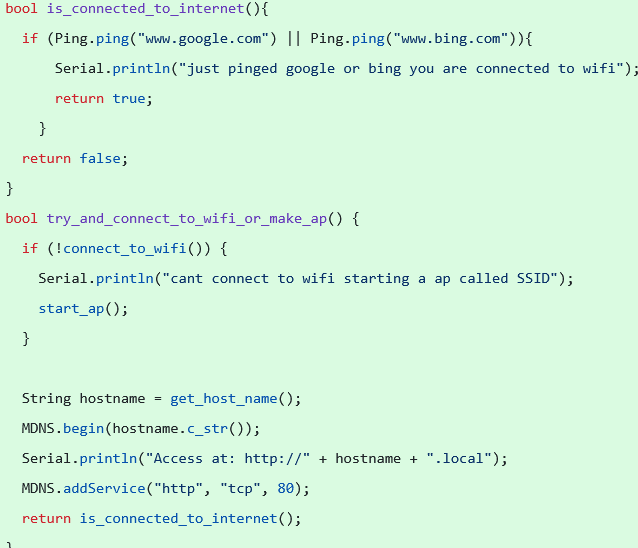 bool is_connected_to_internet(){
  if (Ping.ping("www.google.com") || Ping.ping("www.bing.com")){
      Serial.println("just pinged google or bing you are connected to wifi");
      return true;
    }
  return false;
}
bool try_and_connect_to_wifi_or_make_ap() {
  if (!connect_to_wifi()) {
    Serial.println("cant connect to wifi starting a ap called SSID");
    start_ap();
  }

  String hostname = get_host_name();
  MDNS.begin(hostname.c_str());
  Serial.println("Access at: http://" + hostname + ".local");
  MDNS.addService("http", "tcp", 80);
  return is_connected_to_internet();
}